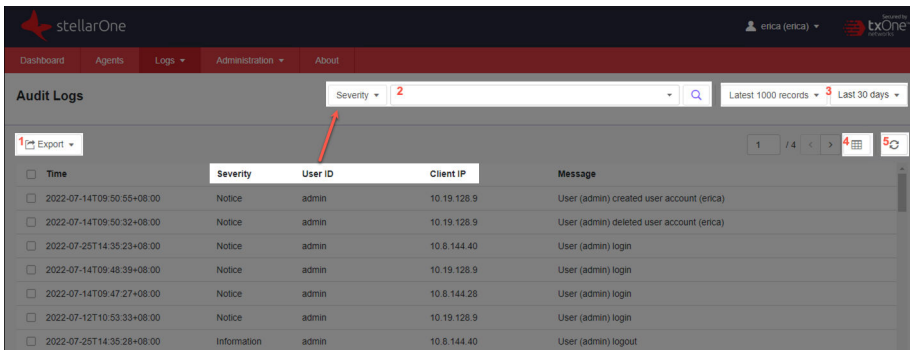 stellarOne
erica (erica)
Secured by
txOne
networks
Dashboard Agents Logs Administration About
Audit Logs
Severity 2
Latest 1000 records 3 Last 30 days
1 Export
1 / 4 < > 4 5
Time Severity User ID Client IP Message
2022-07-14T09:50:55+08:00 Notice admin 10.19.128.9 User (admin) created user account (erica)
2022-07-14T09:50:32+08:00 Notice admin 10.19.128.9 User (admin) deleted user account (erica)
2022-07-25T14:35:23+08:00 Notice admin 10.8.144.40 User (admin) login
2022-07-14T09:48:39+08:00 Notice admin 10.19.128.9 User (admin) login
2022-07-14T09:47:27+08:00 Notice admin 10.8.144.28 User (admin) login
2022-07-12T10:53:33+08:00 Notice admin 10.19.128.9 User (admin) login
2022-07-25T14:35:28+08:00 Information admin 10.8.144.40 User (admin) logout